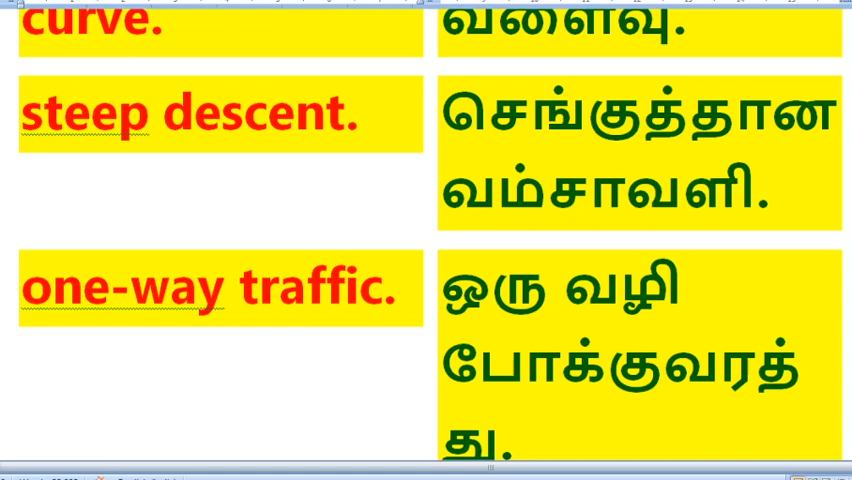 curve.
வளைவு.
steep descent.
செங்குத்தான
வம்சாவளி.
one-way traffic.
ஒரு வழி
போக்குவரத்
து.